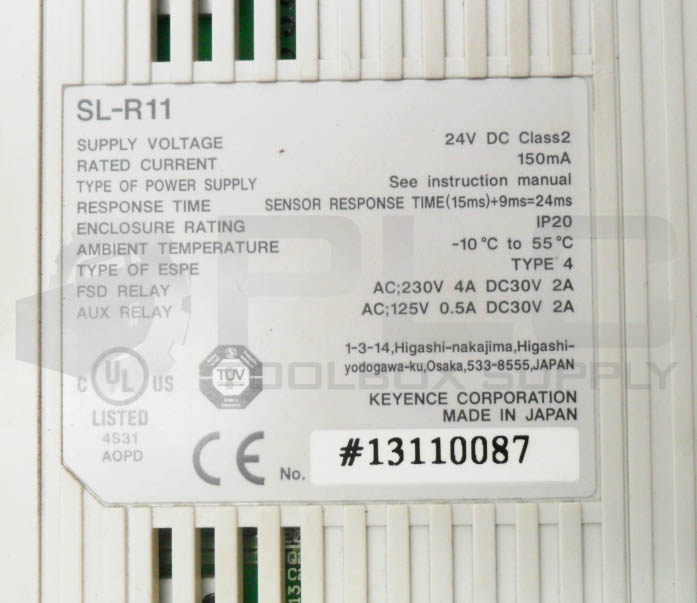 SL-R11
SUPPLY VOLTAGE 24V DC Class2
RATED CURRENT 150mA
TYPE OF POWER SUPPLY See instruction manual
RESPONSE TIME SENSOR RESPONSE TIME(15ms)+9ms=24ms
ENCLOSURE RATING IP20
AMBIENT TEMPERATURE -10°C to 55°C
TYPE OF ESPE TYPE 4
FSD RELAY AC;230V 4A DC30V 2A
AUX RELAY AC;125V 0.5A DC30V 2A
PLC
TOOLBOX SUPPLY
1-3-14,Higashi-nakajima,Higashi-
yodogawa-ku,Osaka,533-8555,JAPAN
C UL US
LISTED
4S31
AOPD
TÜV
KEYENCE CORPORATION
MADE IN JAPAN
CE No. #13110087